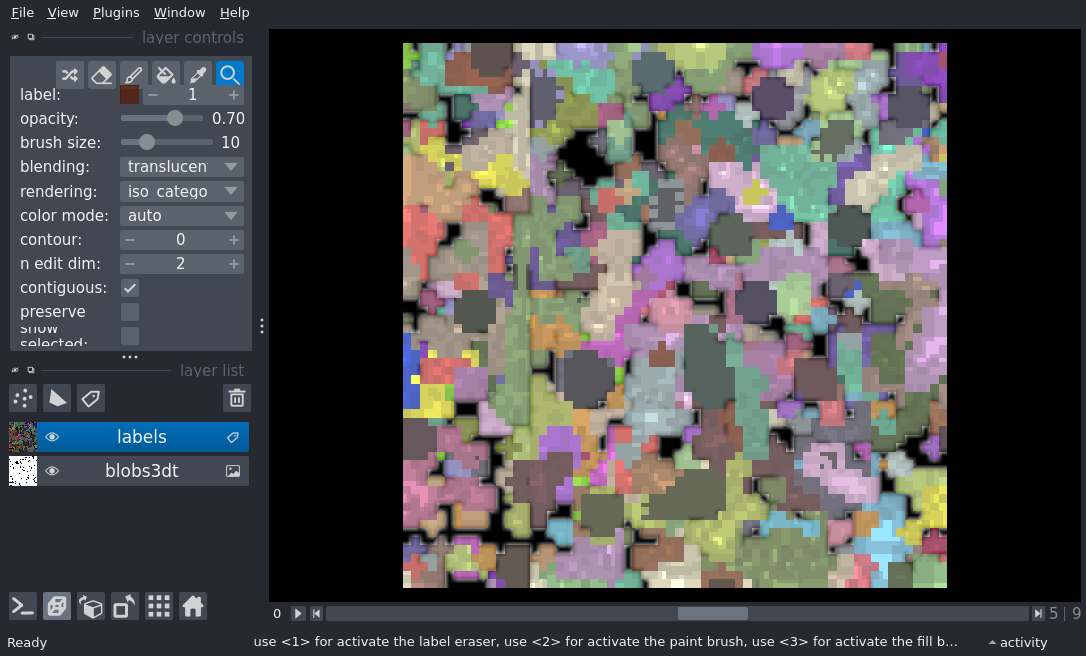 File View Plugins Window Help
layer controls
label: 1
opacity: 0.70
brush size: 10
blending: translucen
rendering: iso catego
color mode: auto
contour: 0
n edit dim: 2
contiguous:
preserve
show
selected:
layer list
labels
blobs3dt
0 5 | 9
Ready use <1> for activate the label eraser, use <2> for activate the paint brush, use <3> for activate the fill b... activity